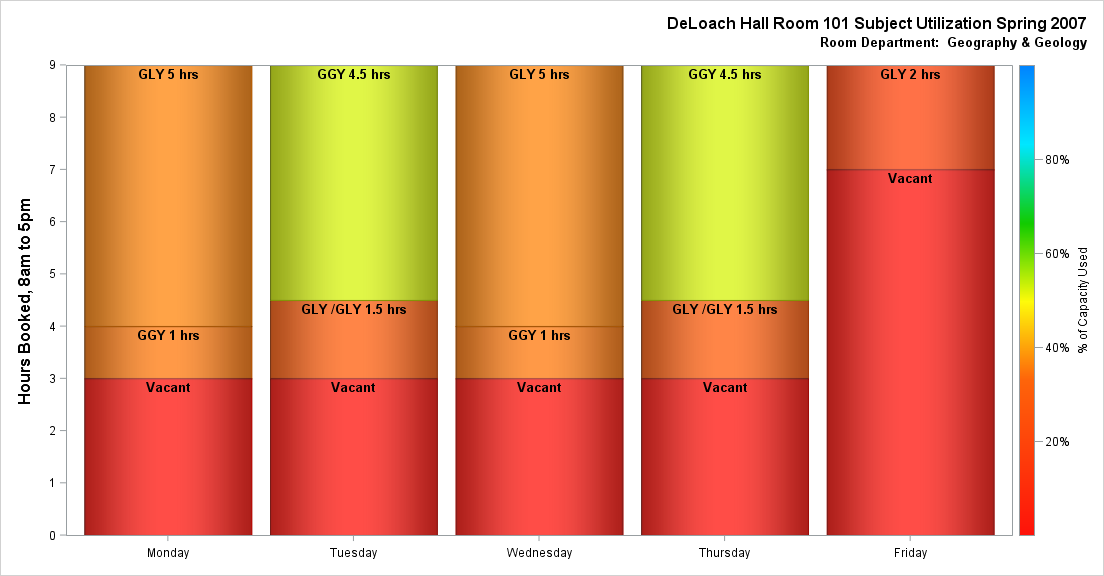 DeLoach Hall Room 101 Subject Utilization Spring 2007
Room Department: Geography & Geology
Hours Booked, 8am to 5pm
9
8
7
6
5
4
3
2
1
0
GLY 5 hrs
GGY 1 hrs
Vacant
GGY 4.5 hrs
GLY /GLY 1.5 hrs
Vacant
GLY 5 hrs
GGY 1 hrs
Vacant
GGY 4.5 hrs
GLY /GLY 1.5 hrs
Vacant
GLY 2 hrs
Vacant
Monday
Tuesday
Wednesday
Thursday
Friday
80%
60%
40%
20%
% of Capacity Used